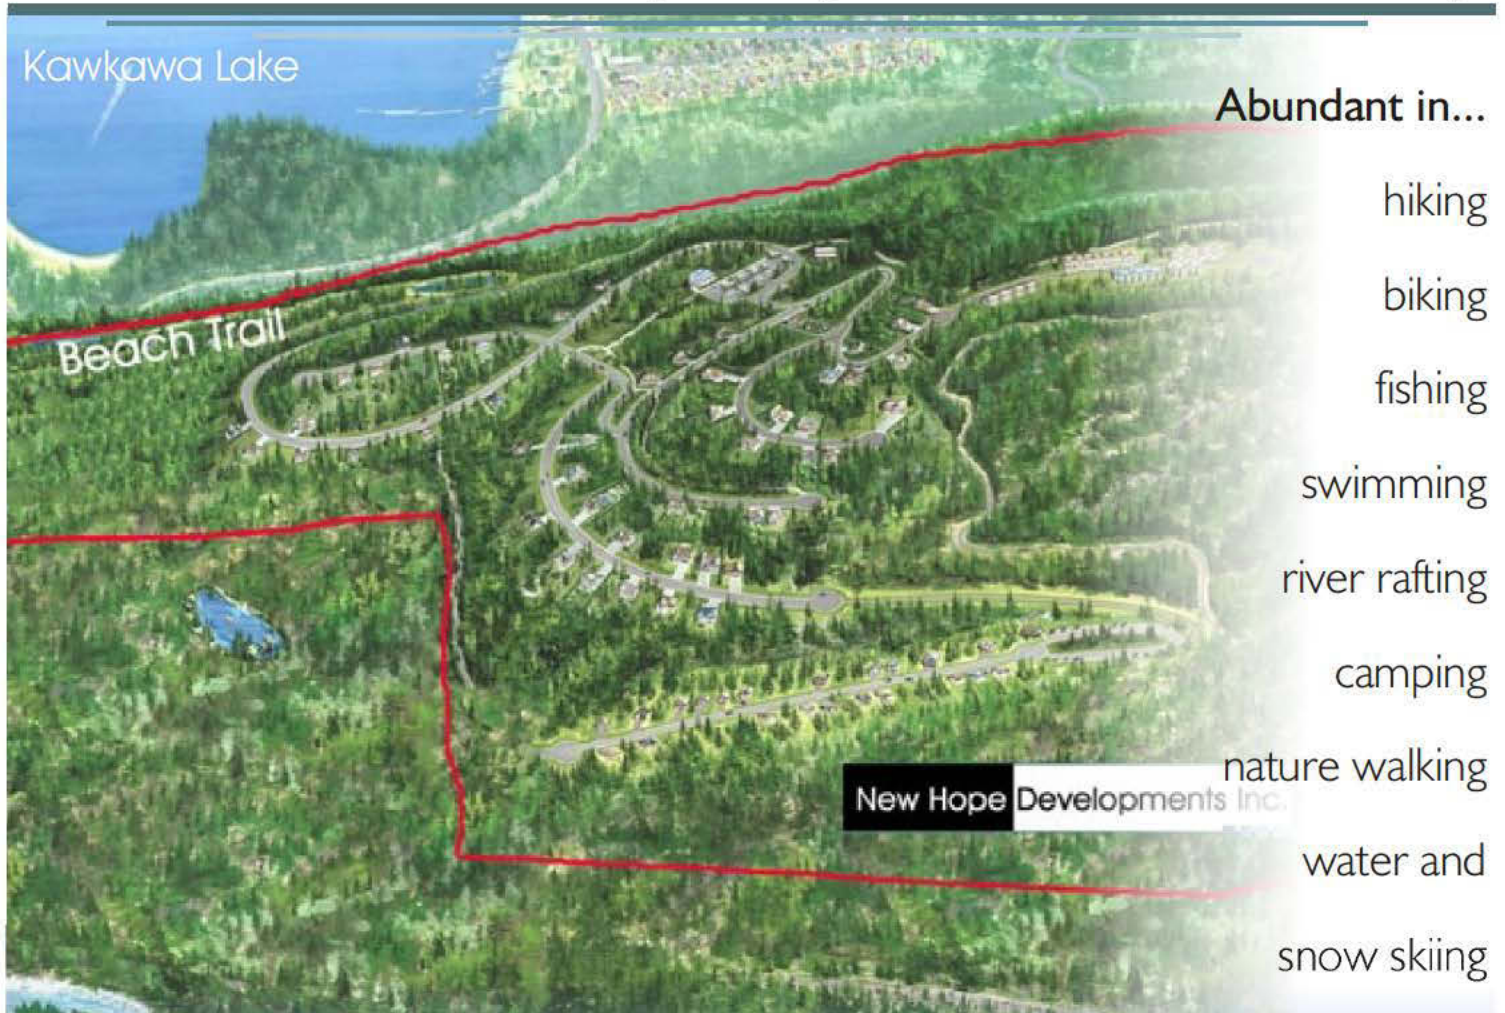 Kawkawa Lake
Abundant in...
hiking
biking
Beach Trail
fishing
swimming
river rafting
camping
nature walking
New Hope Developments Inc.
water and
snow skiing